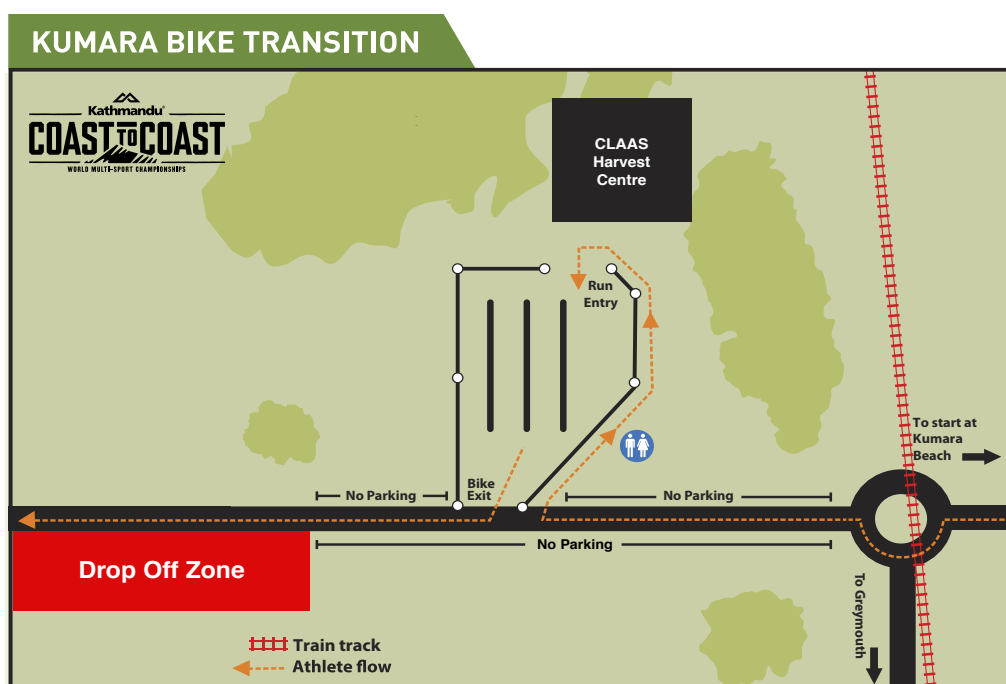 KUMARA BIKE TRANSITION
Kathmandu®
COAST TO COAST
WORLD MULTI-SPORT CHAMPIONSHIPS
CLAAS
Harvest
Centre
Run
Entry
To start at
Kumara
Beach
Bike
Exit
No Parking
No Parking
No Parking
Drop Off Zone
To Greymouth
Train track
Athlete flow